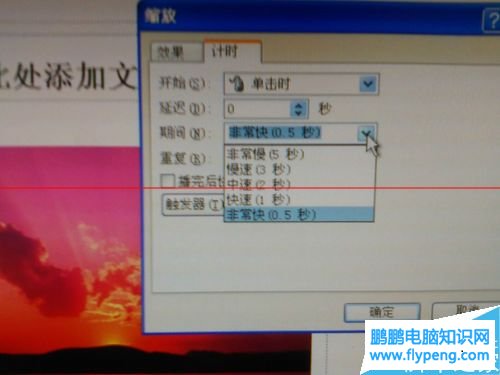 缩放
效果 计时
此处添加文
开始(S): 单击时
延迟(D): 0 秒
期间(N): 非常快(0.5 秒)
重复(R): 非常慢(5 秒)
慢速(3 秒)
播完后 中速(2 秒)
触发器(T) 快速(1 秒)
非常快(0.5 秒)
确定
鹏鹏电脑知识网
www.flypeng.com